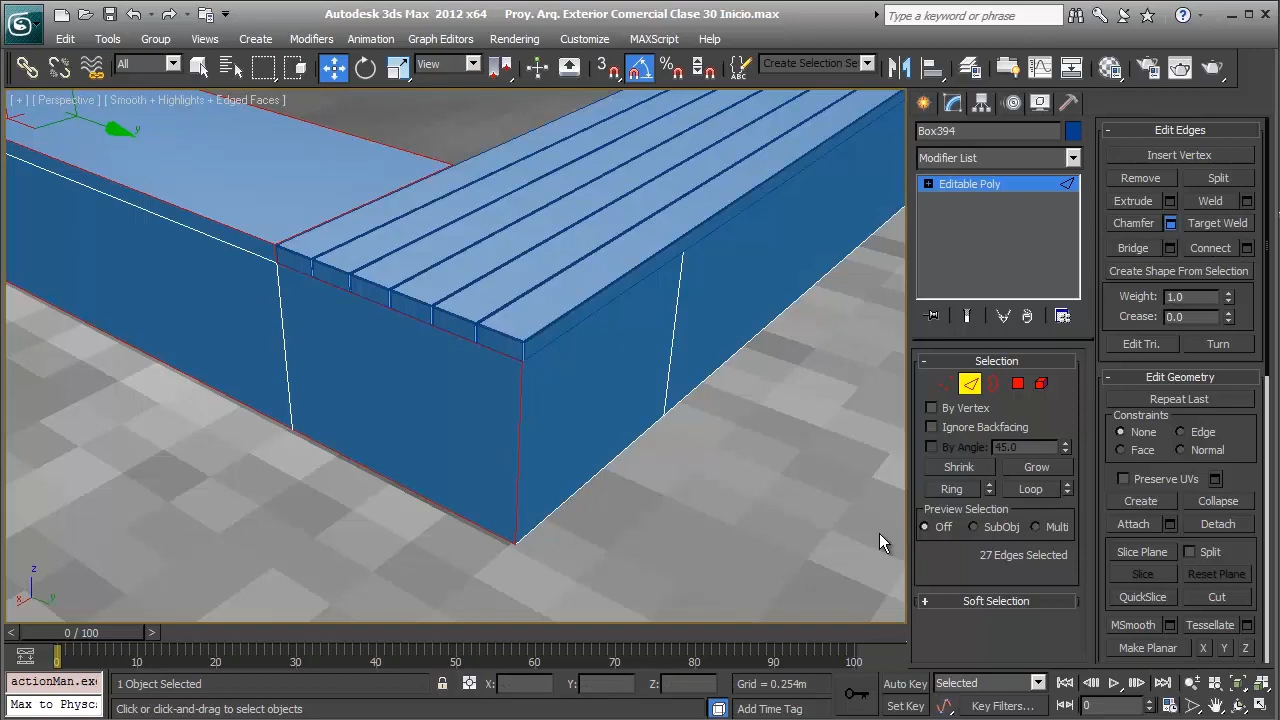 Autodesk 3ds Max 2012 x64 Proy. Arq. Exterior Comercial Clase 30 Inicio.max
Type a keyword or phrase
Edit Tools Group Views Create Modifiers Animation Graph Editors Rendering Customize MAXScript Help
All View 3 Create Selection Se
[ + ] [ Perspective ] [ Smooth + Highlights + Edged Faces ]
y
z
x y
Box394
Modifier List
Editable Poly
Selection
By Vertex
Ignore Backfacing
By Angle: 45.0
Shrink Grow
Ring Loop
Preview Selection
Off SubObj Multi
27 Edges Selected
+ Soft Selection
- Edit Edges
Insert Vertex
Remove Split
Extrude Weld
Chamfer Target Weld
Bridge Connect
Create Shape From Selection
Weight: 1.0
Crease: 0.0
Edit Tri. Turn
- Edit Geometry
Repeat Last
Constraints
None Edge
Face Normal
Preserve UVs
Create Collapse
Attach Detach
Slice Plane Split
Slice Reset Plane
QuickSlice Cut
MSmooth Tessellate
Make Planar X Y Z
< 0 / 100 >
0 10 20 30 40 50 60 70 80 90 100
actionMan.exe
Max to Physc:
1 Object Selected X: Y: Z: Grid = 0.254m
Click or click-and-drag to select objects Add Time Tag
Auto Key Selected
Set Key Key Filters... 0